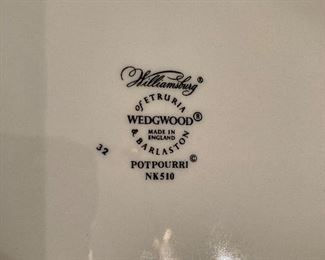 Williamsburg®
of ETRURIA
WEDGWOOD®
MADE IN
ENGLAND
& BARLASTON
32
POTPOURRI©
NK510